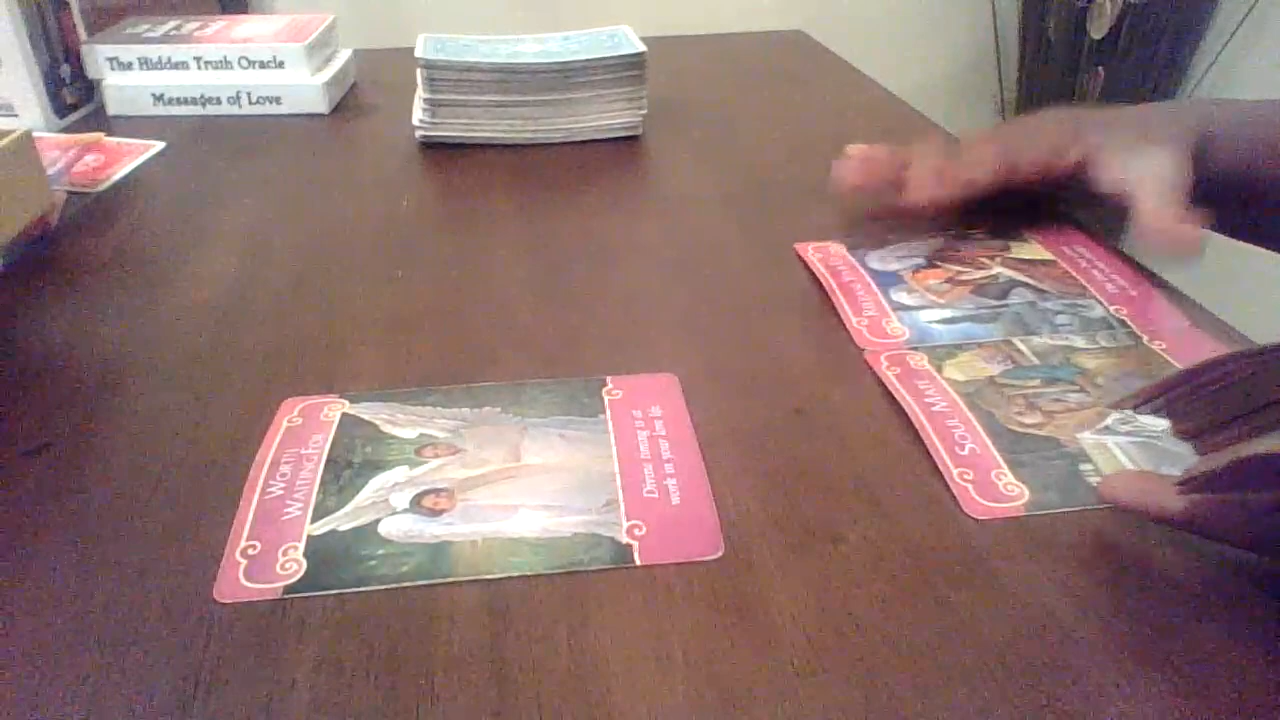 The Hidden Truth Oracle
Messages of Love
WORTH
WAITING FOR
Divine timing is at
work in your love life.
SOUL MATE